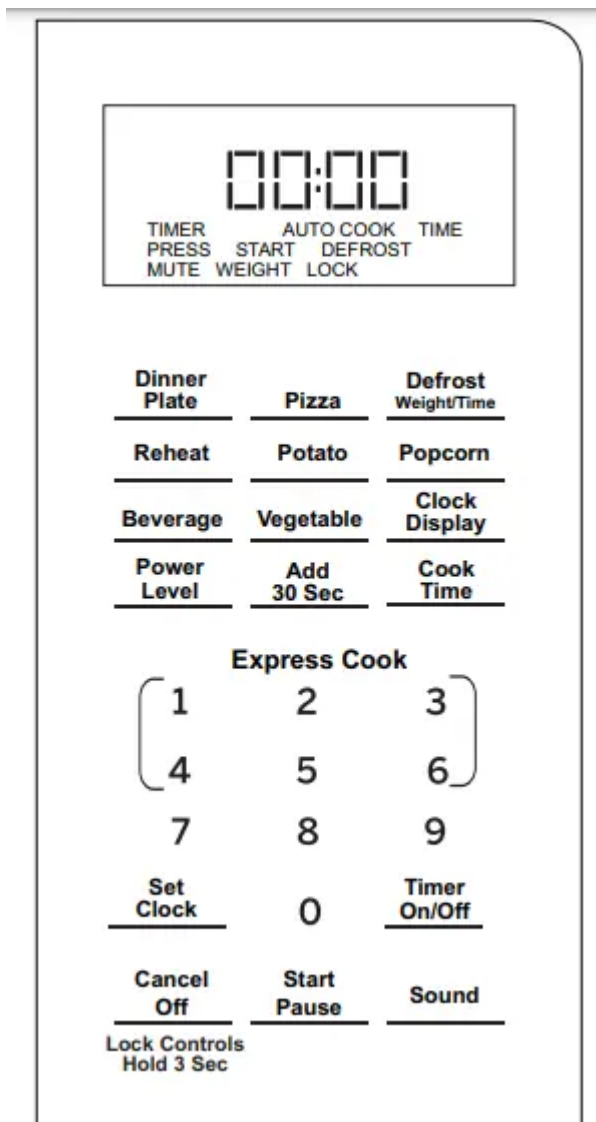 00:00
TIMER AUTO COOK TIME
PRESS START DEFROST
MUTE WEIGHT LOCK
Dinner
Plate
Pizza
Defrost
Weight/Time
Reheat
Potato
Popcorn
Beverage
Vegetable
Clock
Display
Power
Level
Add
30 Sec
Cook
Time
Express Cook
1 2 3
4 5 6
7 8 9
Set
Clock
0
Timer
On/Off
Cancel
Off
Start
Pause
Sound
Lock Controls
Hold 3 Sec